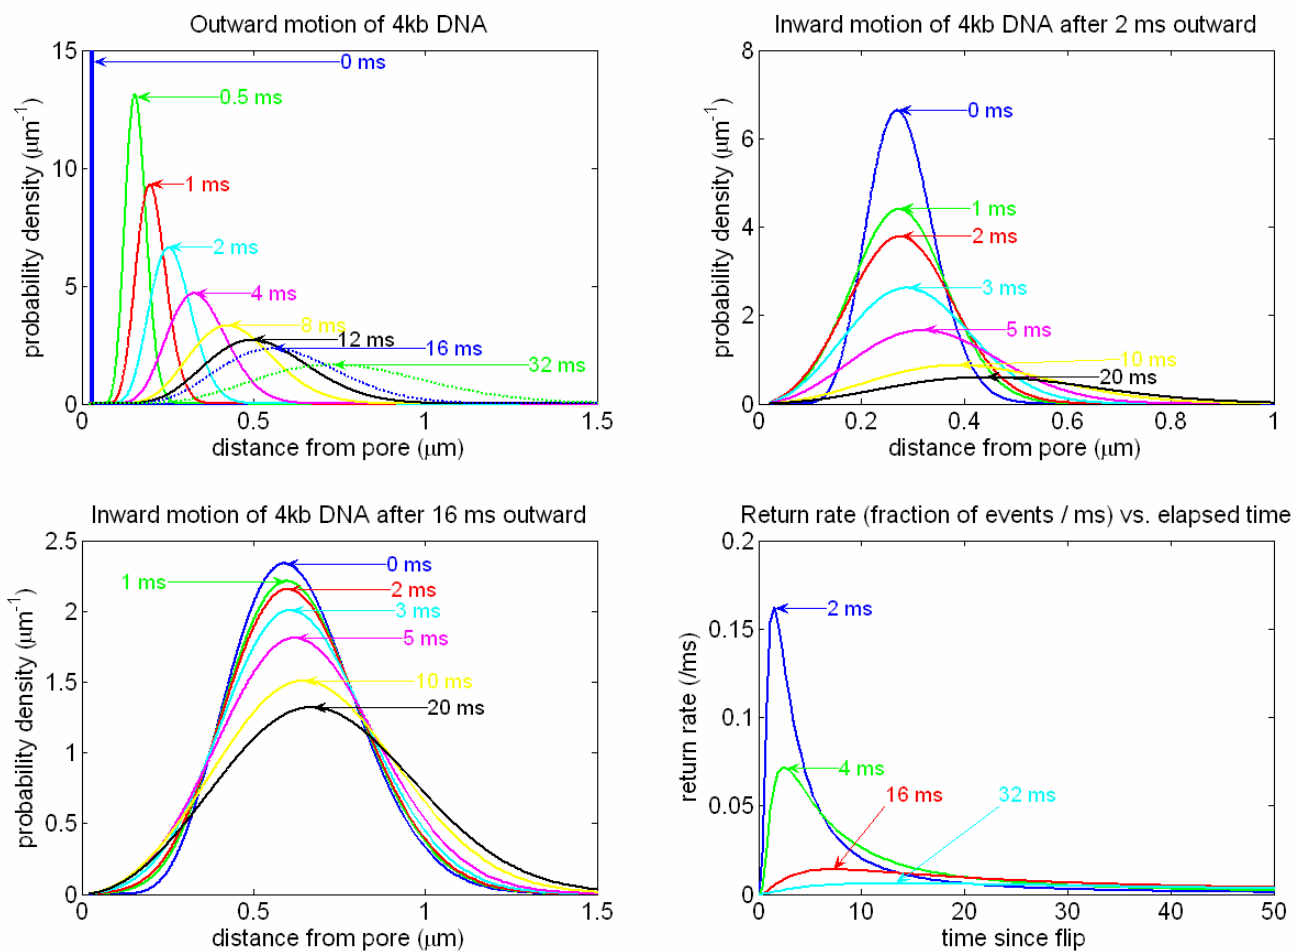 Outward motion of 4kb DNA
15
10
5
0
0 ms
0.5 ms
1 ms
2 ms
4 ms
8 ms
12 ms
16 ms
32 ms
0 0.5 1 1.5
probability density (μm⁻¹)
distance from pore (μm)
Inward motion of 4kb DNA after 2 ms outward
8
6
4
2
0
0 ms
1 ms
2 ms
3 ms
5 ms
10 ms
20 ms
0 0.2 0.4 0.6 0.8 1
probability density (μm⁻¹)
distance from pore (μm)
Inward motion of 4kb DNA after 16 ms outward
2.5
2
1.5
1
0.5
0
0 ms
1 ms
2 ms
3 ms
5 ms
10 ms
20 ms
0 0.5 1 1.5
probability density (μm⁻¹)
distance from pore (μm)
Return rate (fraction of events / ms) vs. elapsed time
0.2
0.15
0.1
0.05
0
2 ms
4 ms
16 ms
32 ms
0 10 20 30 40 50
return rate (/ms)
time since flip